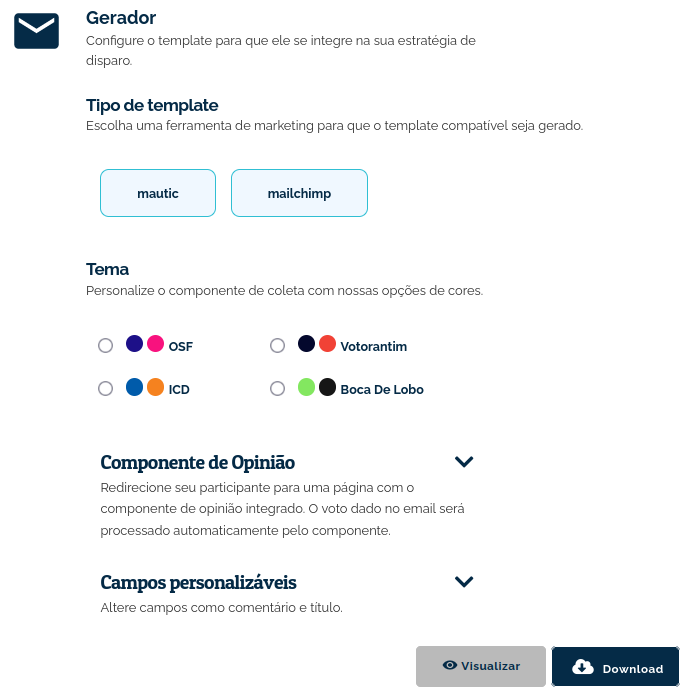 Gerador
Configure o template para que ele se integre na sua estratégia de
disparo.
Tipo de template
Escolha uma ferramenta de marketing para que o template compatível seja gerado.
mautic
mailchimp
Tema
Personalize o componente de coleta com nossas opções de cores.
OSF
Votorantim
ICD
Boca De Lobo
Componente de Opinião
Redirecione seu participante para uma página com o
componente de opinião integrado. O voto dado no email será
processado automaticamente pelo componente.
Campos personalizáveis
Altere campos como comentário e título.
Visualizar
Download